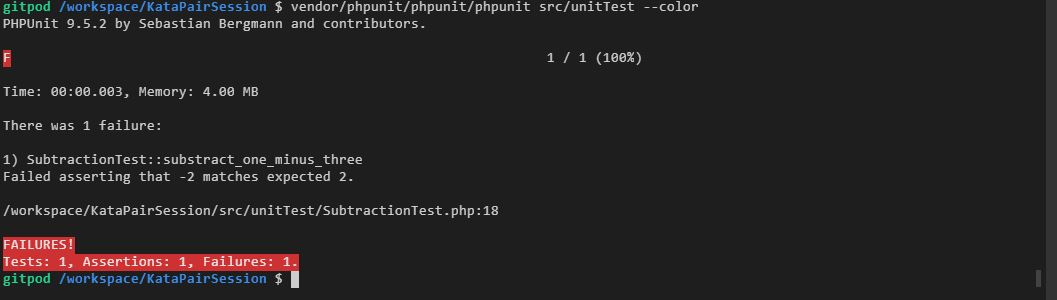 gitpod /workspace/KataPairSession $ vendor/phpunit/phpunit/phpunit src/unitTest --color
PHPUnit 9.5.2 by Sebastian Bergmann and contributors.
F 1 / 1 (100%)
Time: 00:00.003, Memory: 4.00 MB
There was 1 failure:
1) SubtractionTest::substract_one_minus_three
Failed asserting that -2 matches expected 2.
/workspace/KataPairSession/src/unitTest/SubtractionTest.php:18
FAILURES!
Tests: 1, Assertions: 1, Failures: 1.
gitpod /workspace/KataPairSession $